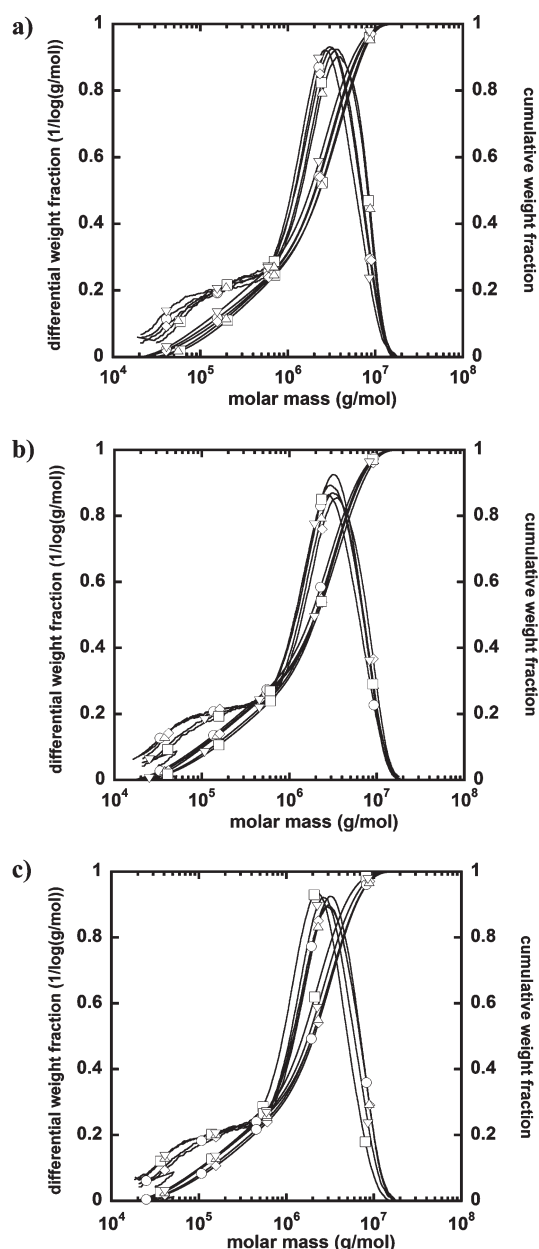 a)
differential weight fraction (1/log(g/mol))
1
0.8
0.6
0.4
0.2
0
1
0.8
0.6
0.4
0.2
0
cumulative weight fraction
10^4 10^5 10^6 10^7 10^8
molar mass (g/mol)
b)
differential weight fraction (1/log(g/mol))
1
0.8
0.6
0.4
0.2
0
1
0.8
0.6
0.4
0.2
0
cumulative weight fraction
10^4 10^5 10^6 10^7 10^8
molar mass (g/mol)
c)
differential weight fraction (1/log(g/mol))
1
0.8
0.6
0.4
0.2
0
1
0.8
0.6
0.4
0.2
0
cumulative weight fraction
10^4 10^5 10^6 10^7 10^8
molar mass (g/mol)